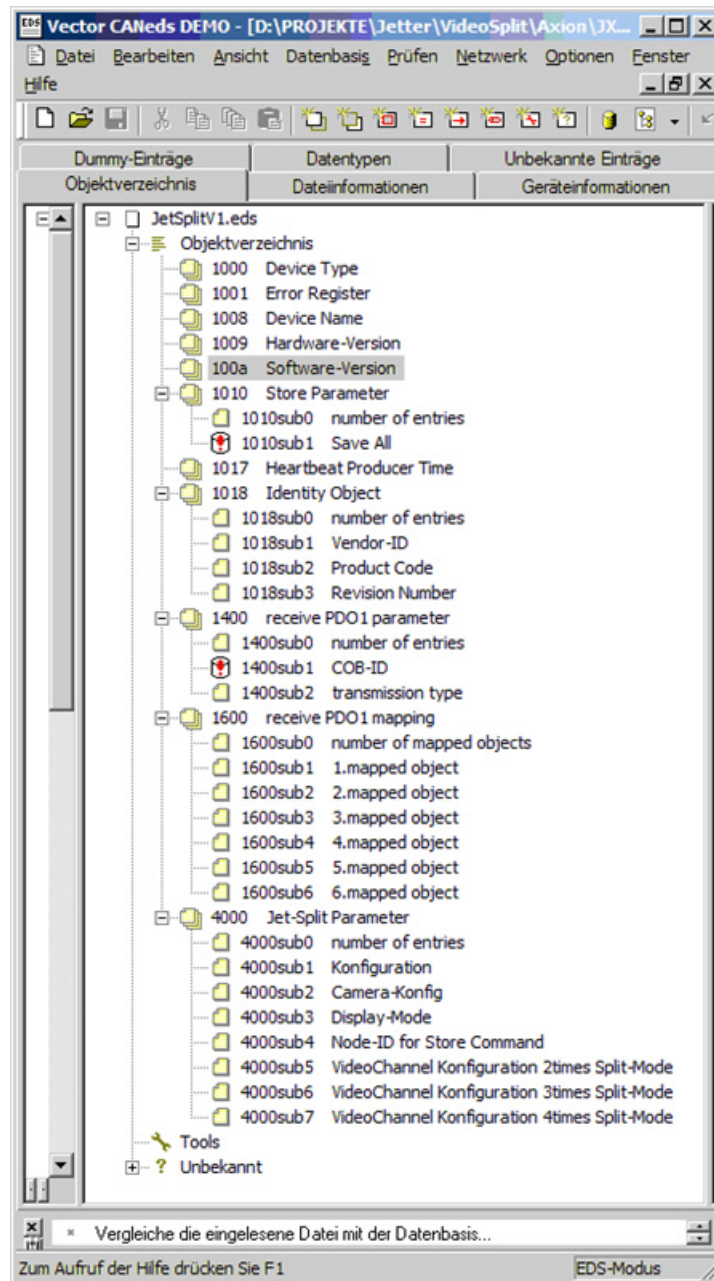 EDS Vector CANeds DEMO - [D:\PROJEKTE\Jetter\VideoSplit\Axion\JX...
Datei Bearbeiten Ansicht Datenbasis Prüfen Netzwerk Optionen Fenster
Hilfe
Dummy-Einträge Datentypen Unbekannte Einträge
Objektverzeichnis Dateiinformationen Geräteinformationen
JetSplitV1.eds
Objektverzeichnis
1000 Device Type
1001 Error Register
1008 Device Name
1009 Hardware-Version
100a Software-Version
1010 Store Parameter
1010sub0 number of entries
1010sub1 Save All
1017 Heartbeat Producer Time
1018 Identity Object
1018sub0 number of entries
1018sub1 Vendor-ID
1018sub2 Product Code
1018sub3 Revision Number
1400 receive PDO1 parameter
1400sub0 number of entries
1400sub1 COB-ID
1400sub2 transmission type
1600 receive PDO1 mapping
1600sub0 number of mapped objects
1600sub1 1.mapped object
1600sub2 2.mapped object
1600sub3 3.mapped object
1600sub4 4.mapped object
1600sub5 5.mapped object
1600sub6 6.mapped object
4000 Jet-Split Parameter
4000sub0 number of entries
4000sub1 Konfiguration
4000sub2 Camera-Konfig
4000sub3 Display-Mode
4000sub4 Node-ID for Store Command
4000sub5 VideoChannel Konfiguration 2times Split-Mode
4000sub6 VideoChannel Konfiguration 3times Split-Mode
4000sub7 VideoChannel Konfiguration 4times Split-Mode
Tools
? Unbekannt
Vergleiche die eingelesene Datei mit der Datenbasis...
Zum Aufruf der Hilfe drücken Sie F1 EDS-Modus